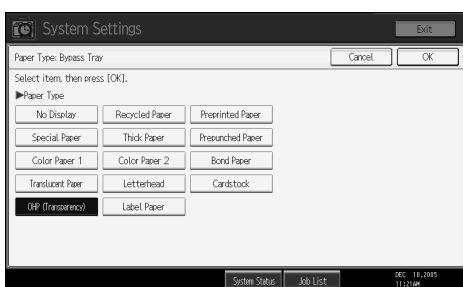 System Settings Exit
Paper Type: Bypass Tray Cancel OK
Select item, then press [OK].
▶Paper Type
No Display Recycled Paper Preprinted Paper
Special Paper Thick Paper Prepunched Paper
Color Paper 1 Color Paper 2 Bond Paper
Translucent Paper Letterhead Cardstock
OHP (Transparency) Label Paper
System Status Job List DEC 10,2005
11:21AM